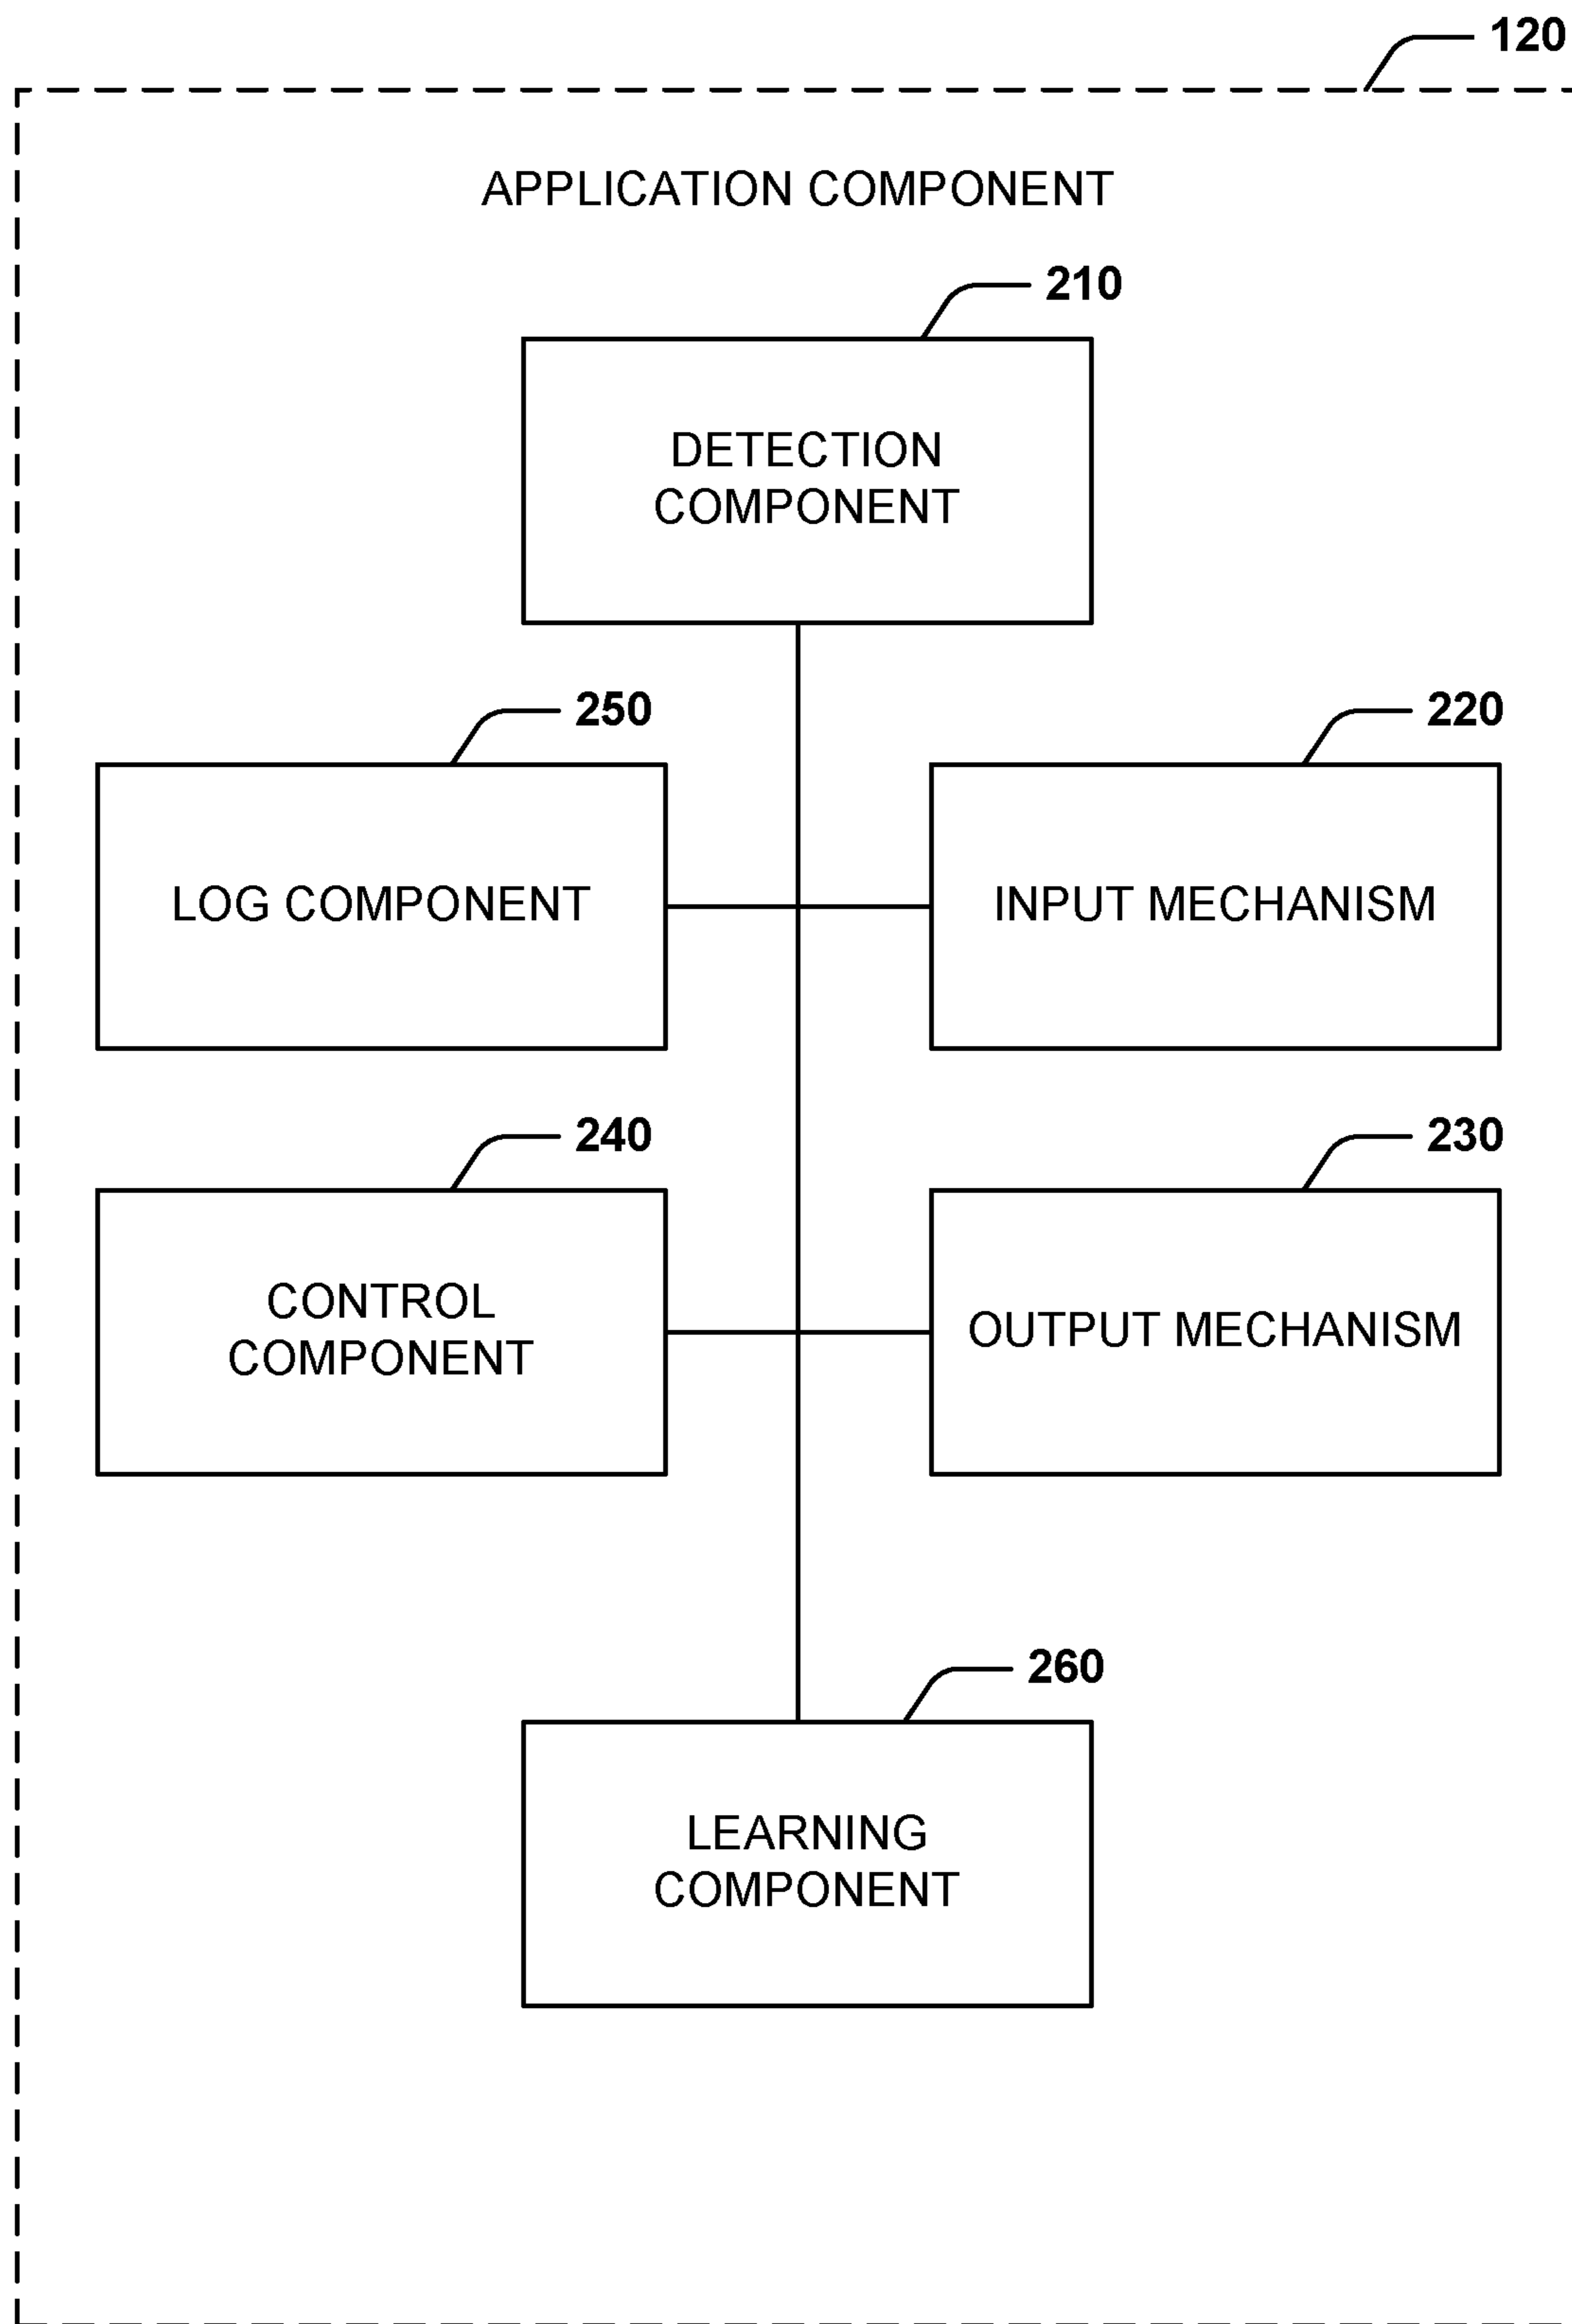 120
APPLICATION COMPONENT
210
DETECTION
COMPONENT
250
220
LOG COMPONENT
INPUT MECHANISM
240
230
CONTROL
COMPONENT
OUTPUT MECHANISM
260
LEARNING
COMPONENT